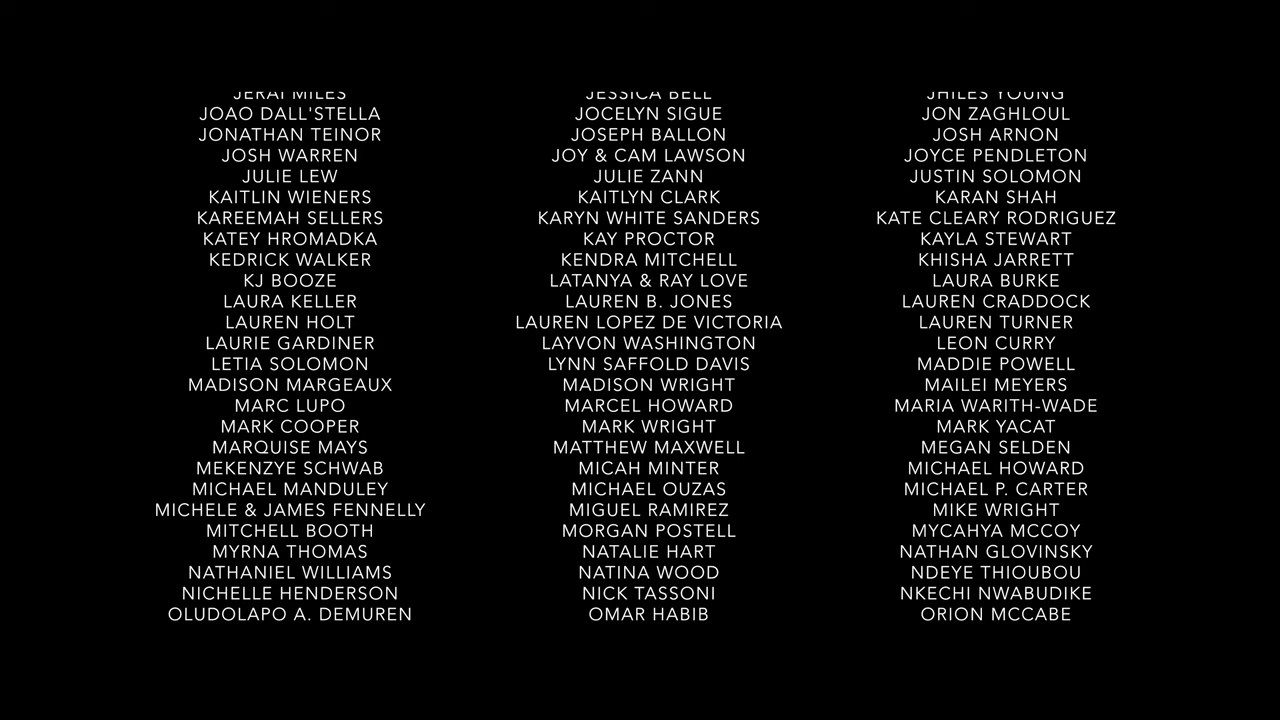 JERAI MILES JESSICA BELL JHILES YOUNG
JOAO DALL'STELLA JOCELYN SIGUE JON ZAGHLOUL
JONATHAN TEINOR JOSEPH BALLON JOSH ARNON
JOSH WARREN JOY & CAM LAWSON JOYCE PENDLETON
JULIE LEW JULIE ZANN JUSTIN SOLOMON
KAITLIN WIENERS KAITLYN CLARK KARAN SHAH
KAREEMAH SELLERS KARYN WHITE SANDERS KATE CLEARY RODRIGUEZ
KATEY HROMADKA KAY PROCTOR KAYLA STEWART
KEDRICK WALKER KENDRA MITCHELL KHISHA JARRETT
KJ BOOZE LATANYA & RAY LOVE LAURA BURKE
LAURA KELLER LAUREN B. JONES LAUREN CRADDOCK
LAUREN HOLT LAUREN LOPEZ DE VICTORIA LAUREN TURNER
LAURIE GARDINER LAYVON WASHINGTON LEON CURRY
LETIA SOLOMON LYNN SAFFOLD DAVIS MADDIE POWELL
MADISON MARGEAUX MADISON WRIGHT MAILEI MEYERS
MARC LUPO MARCEL HOWARD MARIA WARITH-WADE
MARK COOPER MARK WRIGHT MARK YACAT
MARQUISE MAYS MATTHEW MAXWELL MEGAN SELDEN
MEKENZYE SCHWAB MICAH MINTER MICHAEL HOWARD
MICHAEL MANDULEY MICHAEL OUZAS MICHAEL P. CARTER
MICHELE & JAMES FENNELLY MIGUEL RAMIREZ MIKE WRIGHT
MITCHELL BOOTH MORGAN POSTELL MYCAHYA MCCOY
MYRNA THOMAS NATALIE HART NATHAN GLOVINSKY
NATHANIEL WILLIAMS NATINA WOOD NDEYE THIOUBOU
NICHELLE HENDERSON NICK TASSONI NKECHI NWABUDIKE
OLUDOLAPO A. DEMUREN OMAR HABIB ORION MCCABE